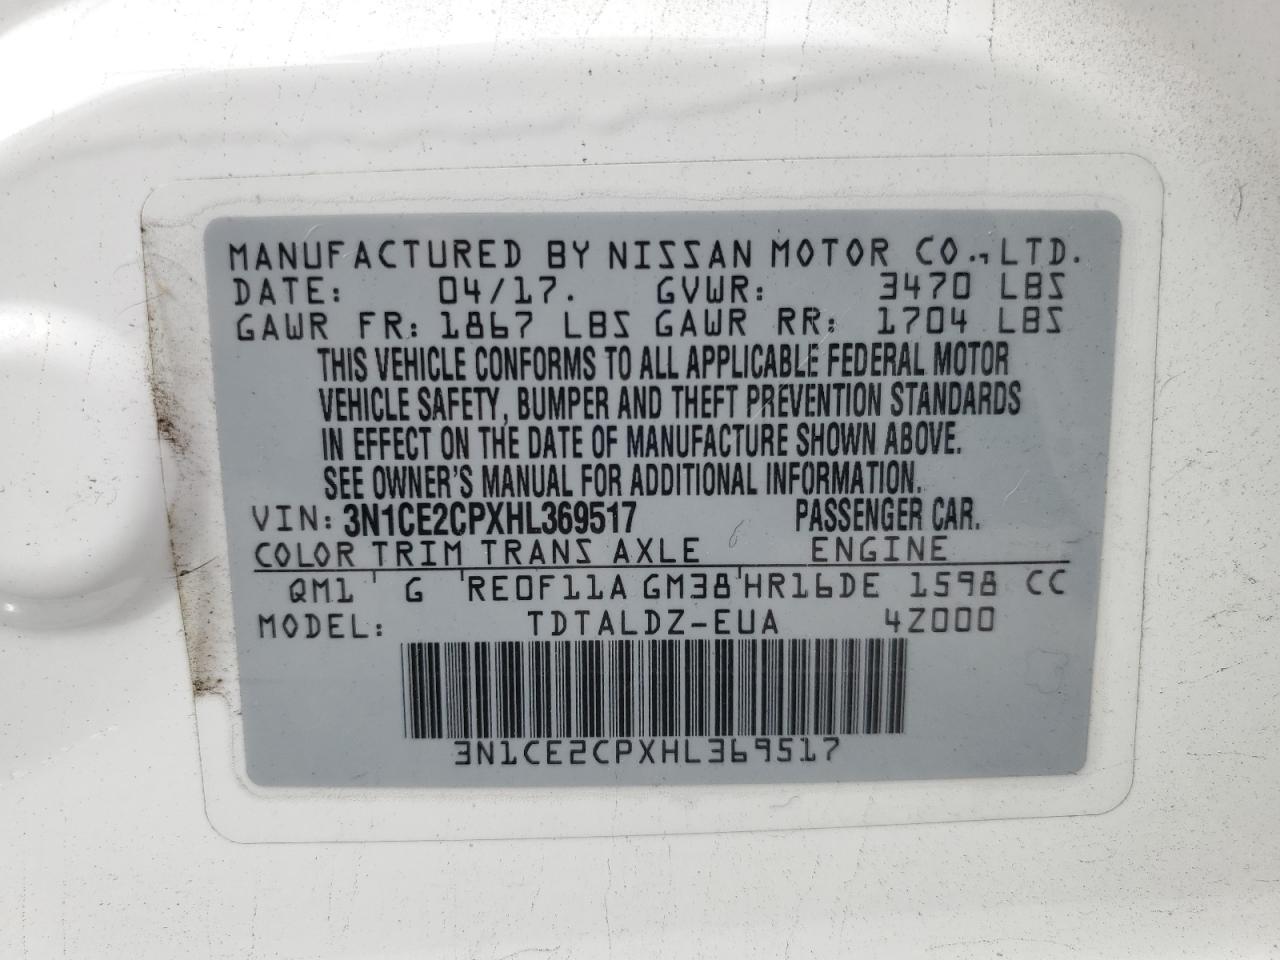 MANUFACTURED BY NISSAN MOTOR CO., LTD.
DATE: 04/17. GVWR: 3470 LBS
GAWR FR: 1867 LBS GAWR RR: 1704 LBS
THIS VEHICLE CONFORMS TO ALL APPLICABLE FEDERAL MOTOR
VEHICLE SAFETY, BUMPER AND THEFT PREVENTION STANDARDS
IN EFFECT ON THE DATE OF MANUFACTURE SHOWN ABOVE.
SEE OWNER'S MANUAL FOR ADDITIONAL INFORMATION.
VIN: 3N1CE2CPXHL369517 PASSENGER CAR.
COLOR TRIM TRANS AXLE ENGINE
QM1 ' G ' RE0F11A GM38 ' HR16DE 1598 CC
MODEL: TDTALDZ-EUA 4Z000
3N1CE2CPXHL369517